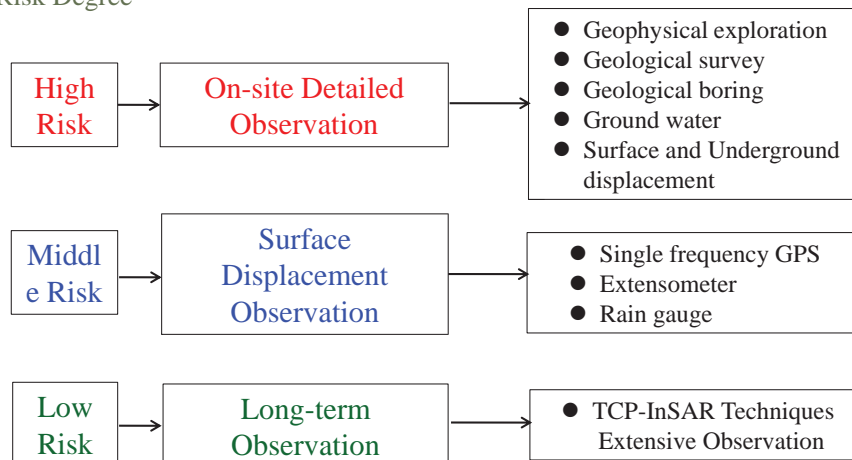 Risk Degree
High
Risk
On-site Detailed
Observation
● Geophysical exploration
● Geological survey
● Geological boring
● Ground water
● Surface and Underground
displacement
Middl
e Risk
Surface
Displacement
Observation
● Single frequency GPS
● Extensometer
● Rain gauge
Low
Risk
Long-term
Observation
● TCP-InSAR Techniques
Extensive Observation